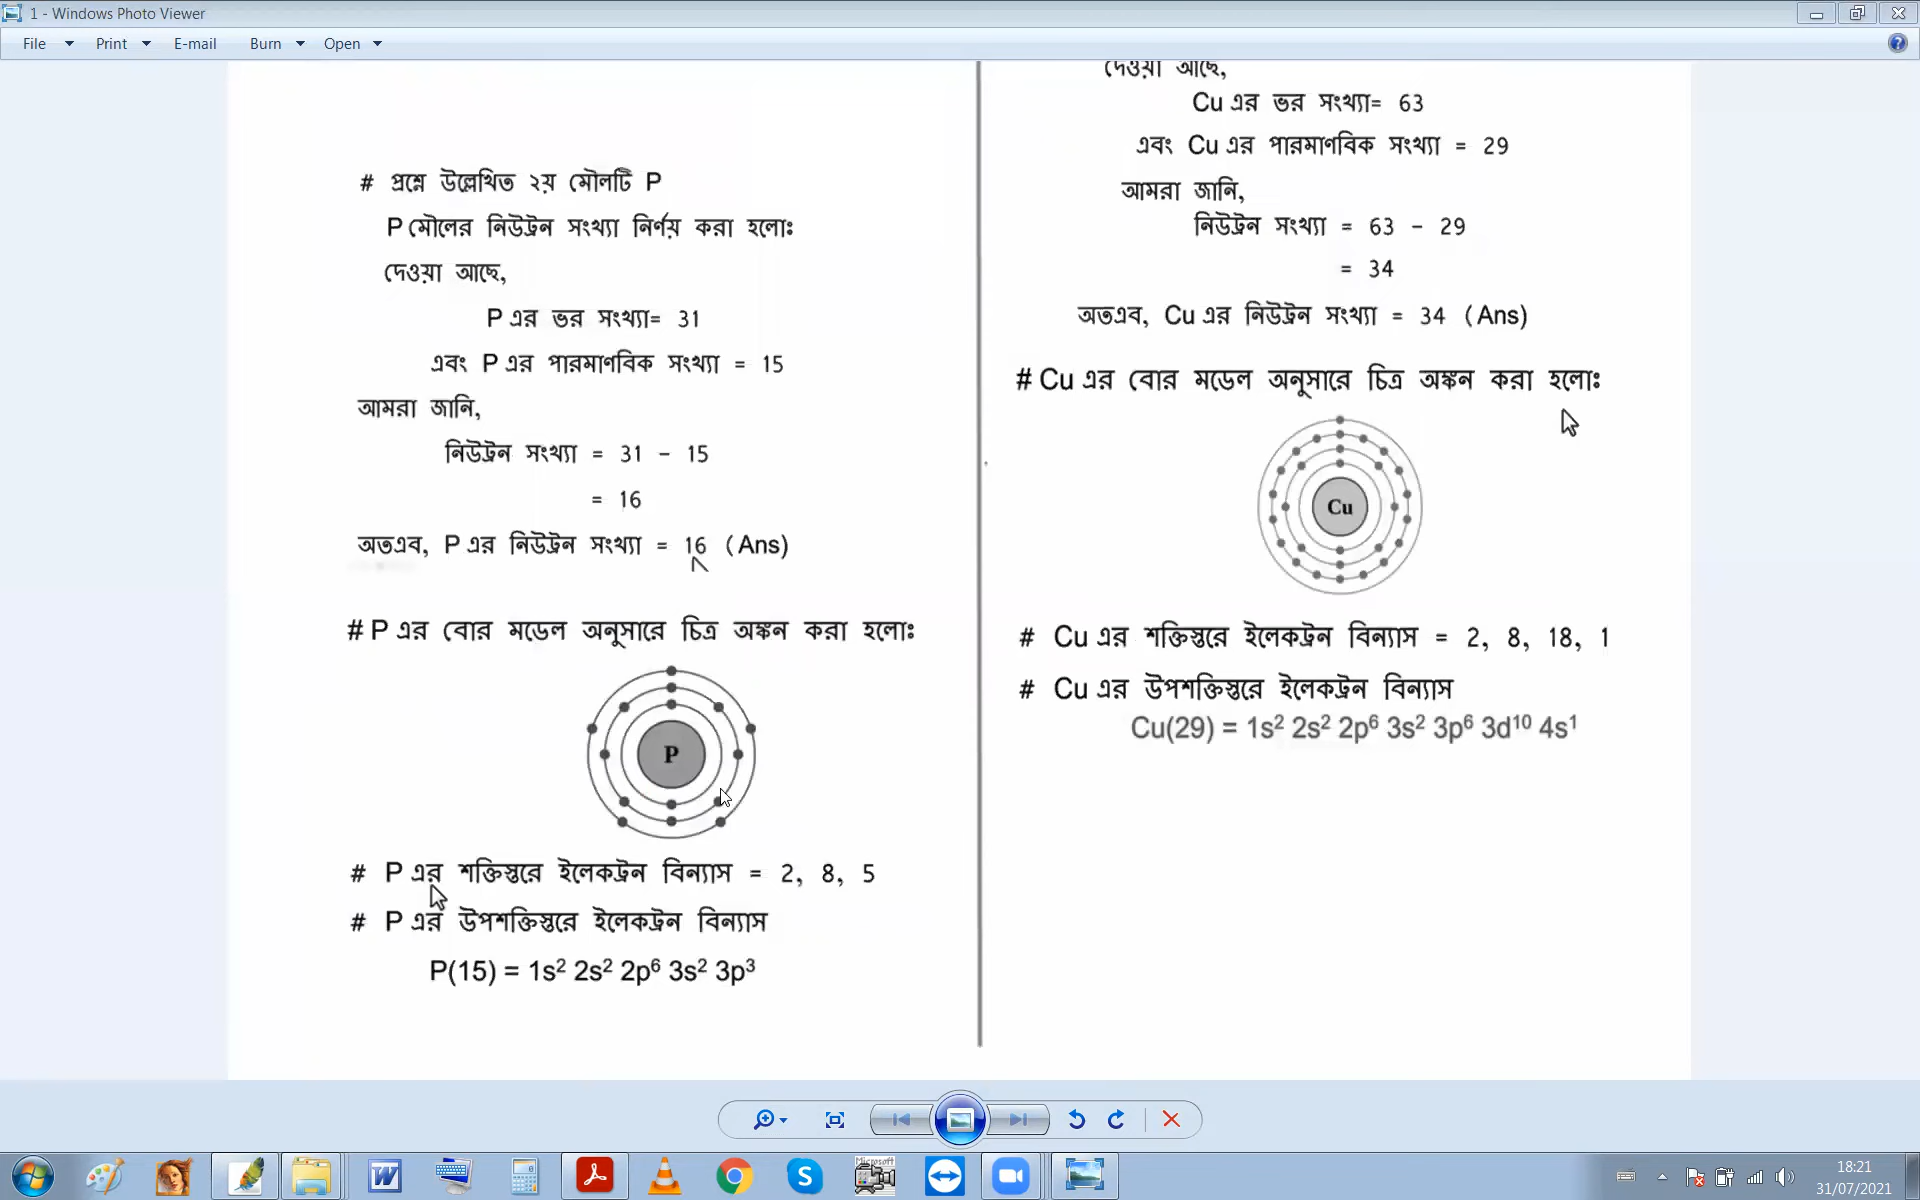 1 - Windows Photo Viewer
File Print E-mail Burn Open
# প্রশ্নে উল্লেখিত ২য় মৌলটি P
P মৌলের নিউট্রন সংখ্যা নির্ণয় করা হলোঃ
দেওয়া আছে,
P এর ভর সংখ্যা= 31
এবং P এর পারমাণবিক সংখ্যা = 15
আমরা জানি,
নিউট্রন সংখ্যা = 31 - 15
= 16
অতএব, P এর নিউট্রন সংখ্যা = 16 (Ans)
# P এর বোর মডেল অনুসারে চিত্র অঙ্কন করা হলোঃ
P
# P এর শক্তিস্তরে ইলেকট্রন বিন্যাস = 2, 8, 5
# P এর উপশক্তিস্তরে ইলেকট্রন বিন্যাস
P(15) = 1s² 2s² 2p⁶ 3s² 3p³
দেওয়া আছে,
Cu এর ভর সংখ্যা= 63
এবং Cu এর পারমাণবিক সংখ্যা = 29
আমরা জানি,
নিউট্রন সংখ্যা = 63 - 29
= 34
অতএব, Cu এর নিউট্রন সংখ্যা = 34 (Ans)
# Cu এর বোর মডেল অনুসারে চিত্র অঙ্কন করা হলোঃ
Cu
# Cu এর শক্তিস্তরে ইলেকট্রন বিন্যাস = 2, 8, 18, 1
# Cu এর উপশক্তিস্তরে ইলেকট্রন বিন্যাস
Cu(29) = 1s² 2s² 2p⁶ 3s² 3p⁶ 3d¹⁰ 4s¹
18:21
31/07/2021